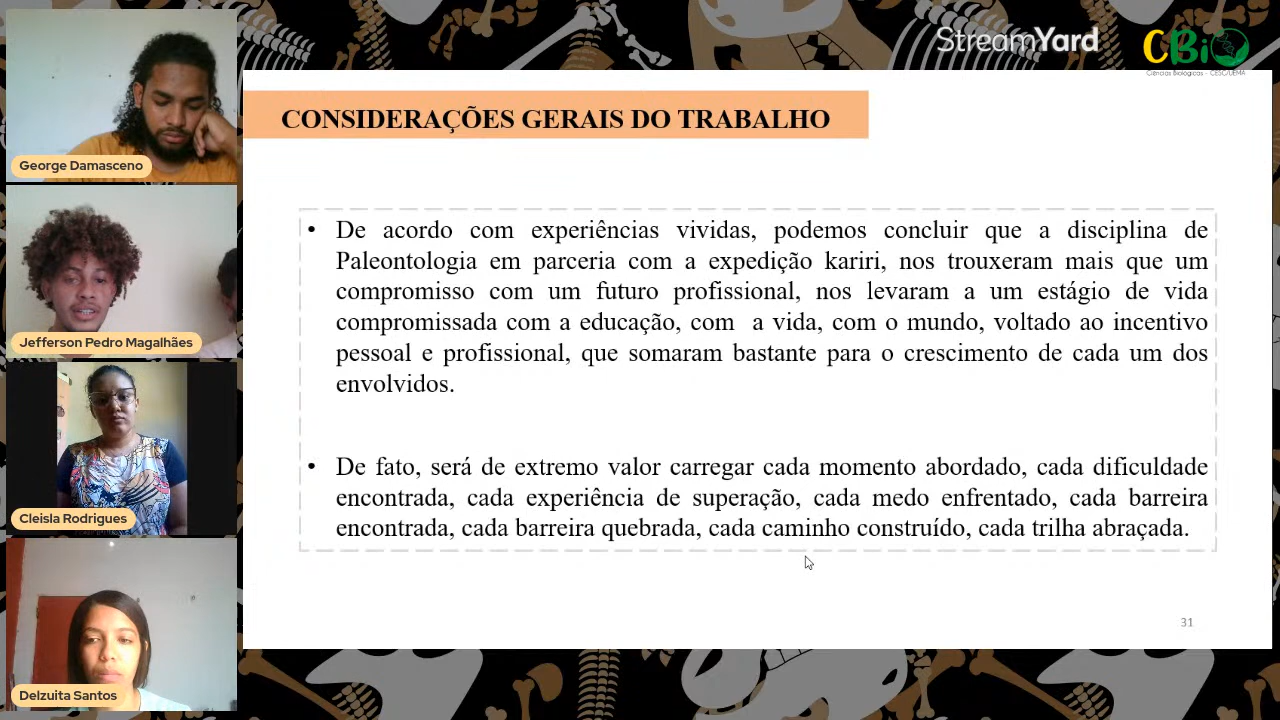 StreamYard
CBiO
Ciências Biológicas - CESC/UEMA
CONSIDERAÇÕES GERAIS DO TRABALHO
George Damasceno
Jefferson Pedro Magalhães
Cleisla Rodrigues
Delzuita Santos
• De acordo com experiências vividas, podemos concluir que a disciplina de
Paleontologia em parceria com a expedição kariri, nos trouxeram mais que um
compromisso com um futuro profissional, nos levaram a um estágio de vida
compromissada com a educação, com a vida, com o mundo, voltado ao incentivo
pessoal e profissional, que somaram bastante para o crescimento de cada um dos
envolvidos.
• De fato, será de extremo valor carregar cada momento abordado, cada dificuldade
encontrada, cada experiência de superação, cada medo enfrentado, cada barreira
encontrada, cada barreira quebrada, cada caminho construído, cada trilha abraçada.
31